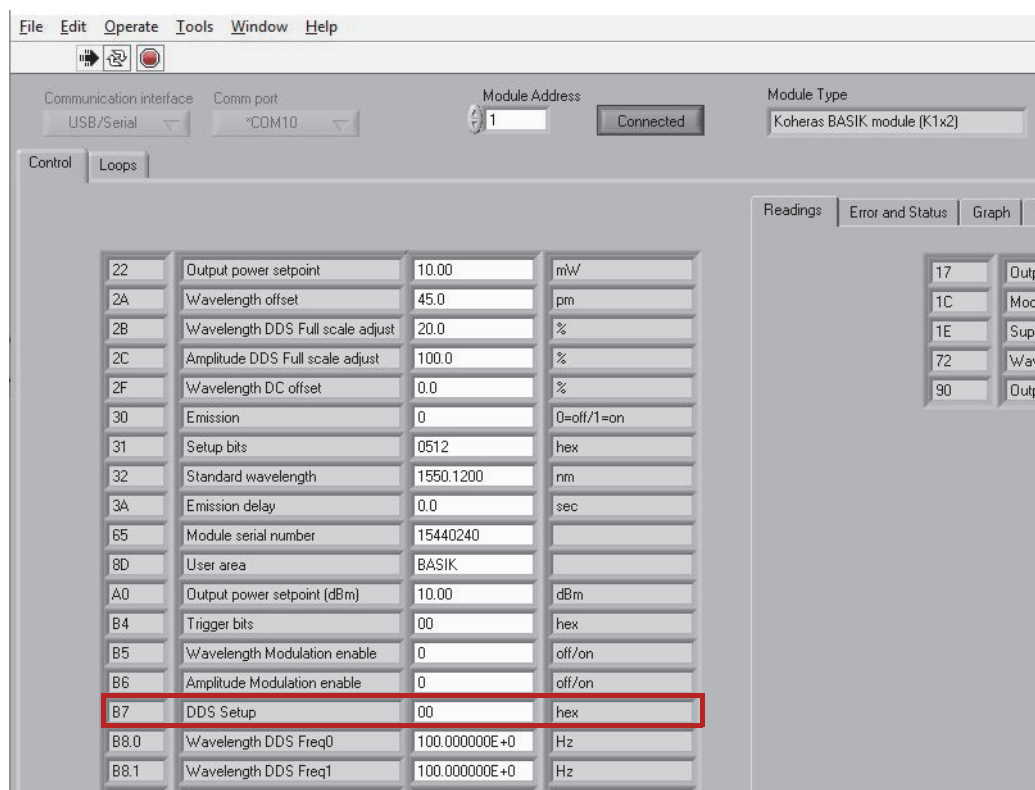 File Edit Operate Tools Window Help
Communication interface Comm port Module Address Module Type
USB/Serial *COM10 1 Connected Koheras BASIK module (K1x2)
Control Loops
Readings Error and Status Graph
22 Output power setpoint 10.00 mW
2A Wavelength offset 45.0 pm
2B Wavelength DDS Full scale adjust 20.0 %
2C Amplitude DDS Full scale adjust 100.0 %
2F Wavelength DC offset 0.0 %
30 Emission 0 0=off/1=on
31 Setup bits 0512 hex
32 Standard wavelength 1550.1200 nm
3A Emission delay 0.0 sec
65 Module serial number 15440240
8D User area BASIK
A0 Output power setpoint (dBm) 10.00 dBm
B4 Trigger bits 00 hex
B5 Wavelength Modulation enable 0 off/on
B6 Amplitude Modulation enable 0 off/on
B7 DDS Setup 00 hex
B8.0 Wavelength DDS Freq0 100.000000E+0 Hz
B8.1 Wavelength DDS Freq1 100.000000E+0 Hz
17
1C
1E
72
90